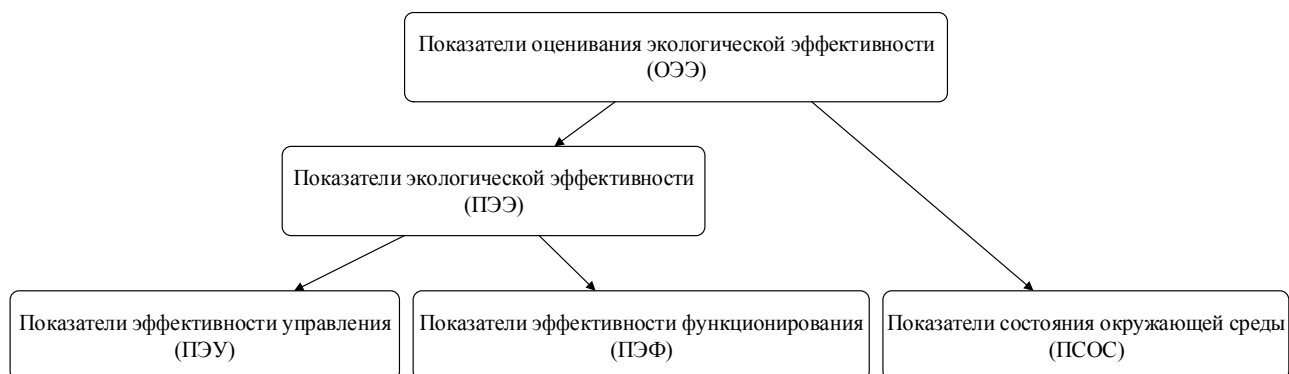 Показатели оценивания экологической эффективности
(ОЭЭ)
Показатели экологической эффективности
(ПЭЭ)
Показатели эффективности управления
(ПЭУ)
Показатели эффективности функционирования
(ПЭФ)
Показатели состояния окружающей среды
(ПСОС)